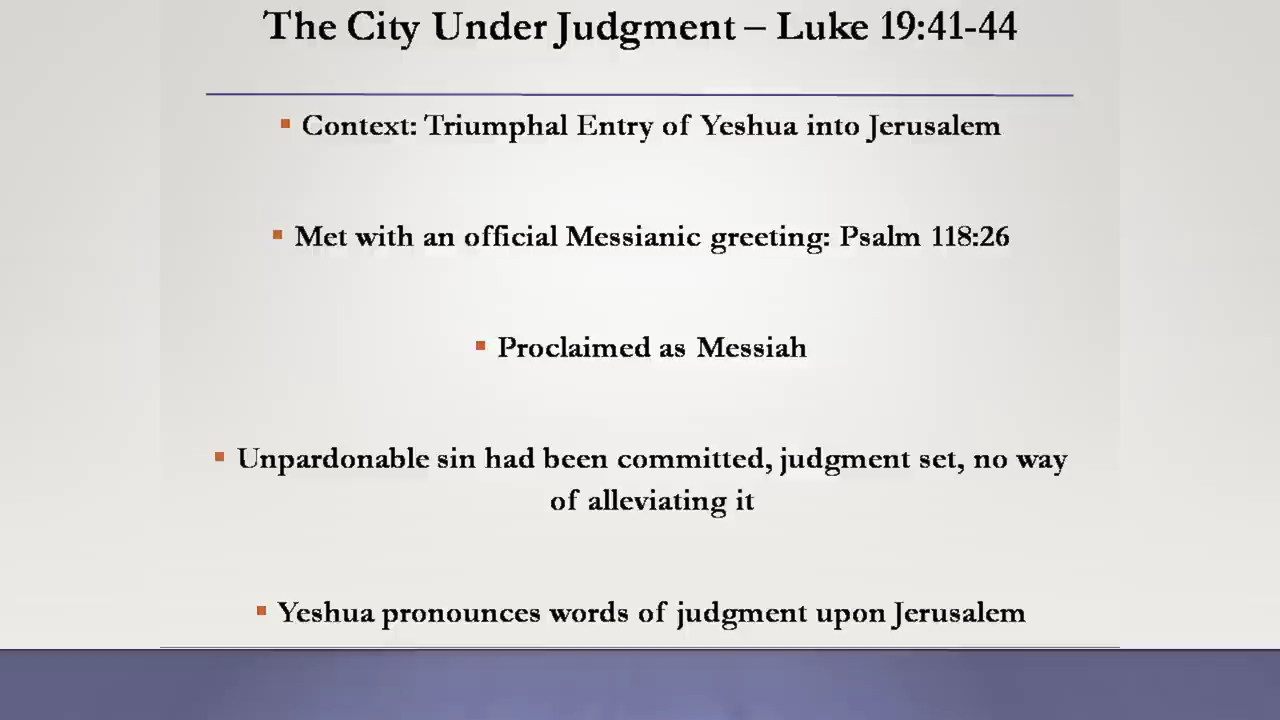 The City Under Judgment – Luke 19:41-44
▪ Context: Triumphal Entry of Yeshua into Jerusalem
▪ Met with an official Messianic greeting: Psalm 118:26
▪ Proclaimed as Messiah
▪ Unpardonable sin had been committed, judgment set, no way
of alleviating it
▪ Yeshua pronounces words of judgment upon Jerusalem